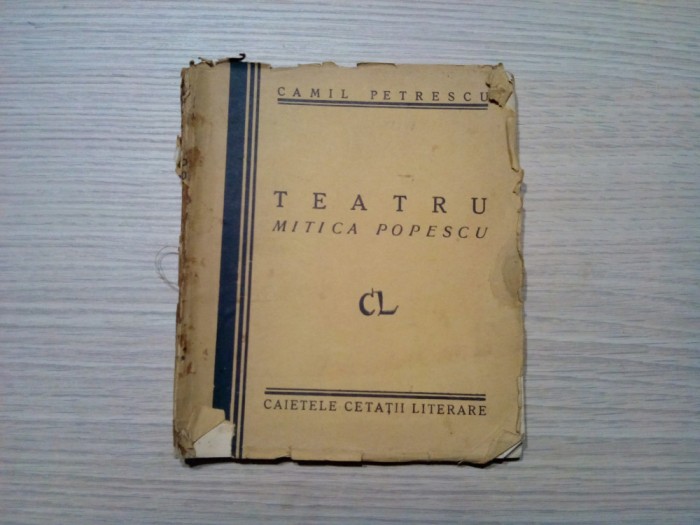 CAMIL PETRESCU
TEATRU
MITICA POPESCU
CL
CAIETELE CETAȚII LITERARE